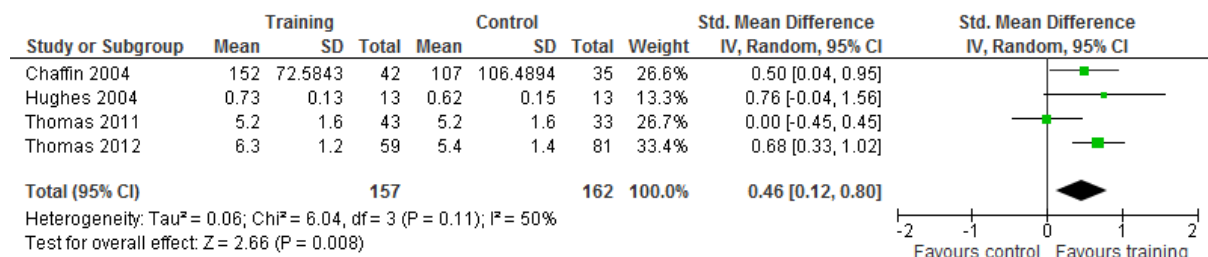 Training Control Std. Mean Difference Std. Mean Difference
Study or Subgroup Mean SD Total Mean SD Total Weight IV, Random, 95% CI IV, Random, 95% CI
Chaffin 2004 152 72.5843 42 107 106.4894 35 26.6% 0.50 [0.04, 0.95]
Hughes 2004 0.73 0.13 13 0.62 0.15 13 13.3% 0.76 [-0.04, 1.56]
Thomas 2011 5.2 1.6 43 5.2 1.6 33 26.7% 0.00 [-0.45, 0.45]
Thomas 2012 6.3 1.2 59 5.4 1.4 81 33.4% 0.68 [0.33, 1.02]
Total (95% CI) 157 162 100.0% 0.46 [0.12, 0.80]
Heterogeneity: Tau² = 0.06; Chi² = 6.04, df = 3 (P = 0.11); I² = 50%
Test for overall effect: Z = 2.66 (P = 0.008)
-2 -1 0 1 2
Favours control Favours training